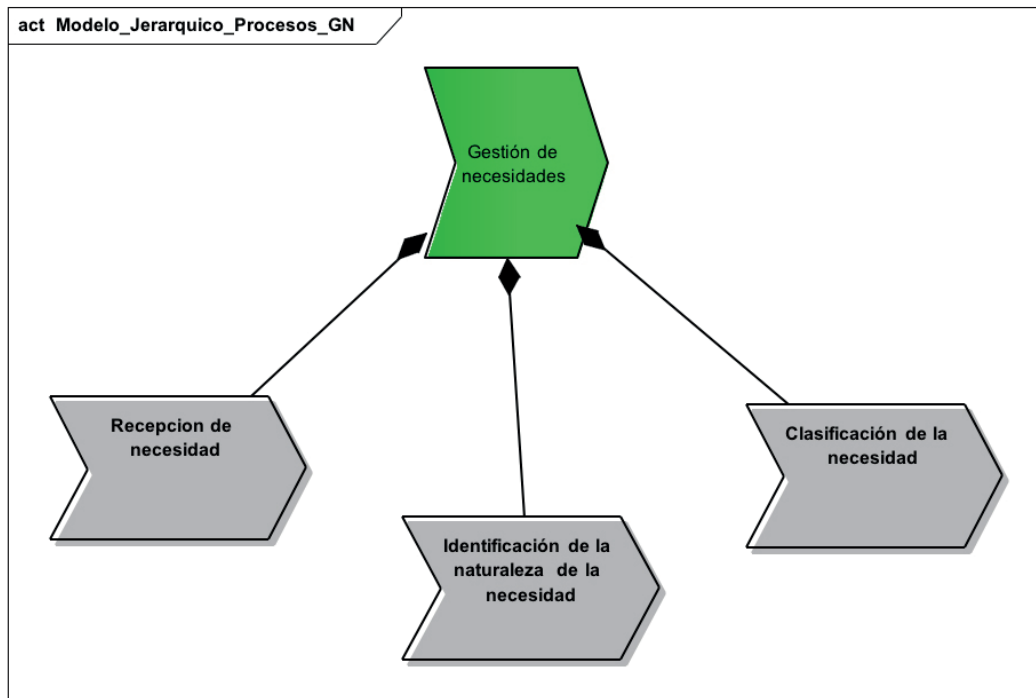 act Modelo_Jerarquico_Procesos_GN
Gestión de
necesidades
Recepcion de
necesidad
Identificación de la
naturaleza de la
necesidad
Clasificación de la
necesidad